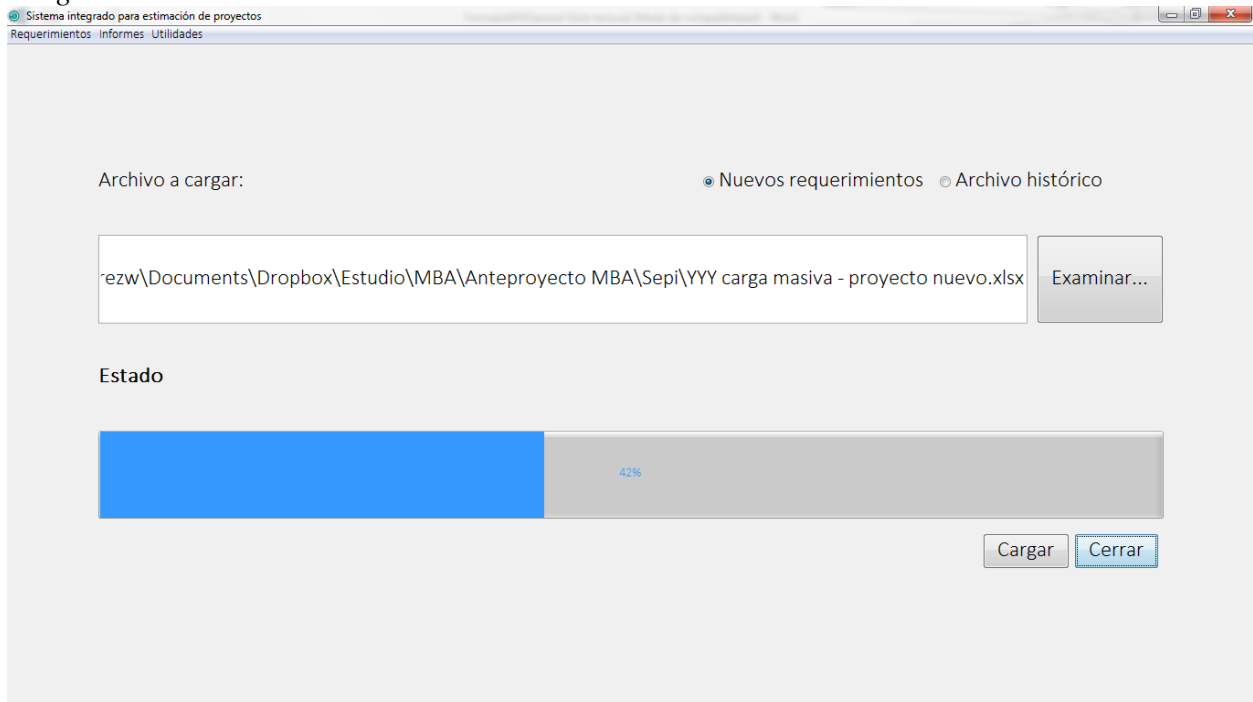 Sistema integrado para estimación de proyectos
Requerimientos Informes Utilidades
Archivo a cargar:
Nuevos requerimientos Archivo histórico
\Documents\Dropbox\Estudio\MBA\Anteproyecto MBA\Sepi\YYY carga masiva - proyecto nuevo.xlsx
Examinar...
Estado
42%
Cargar Cerrar